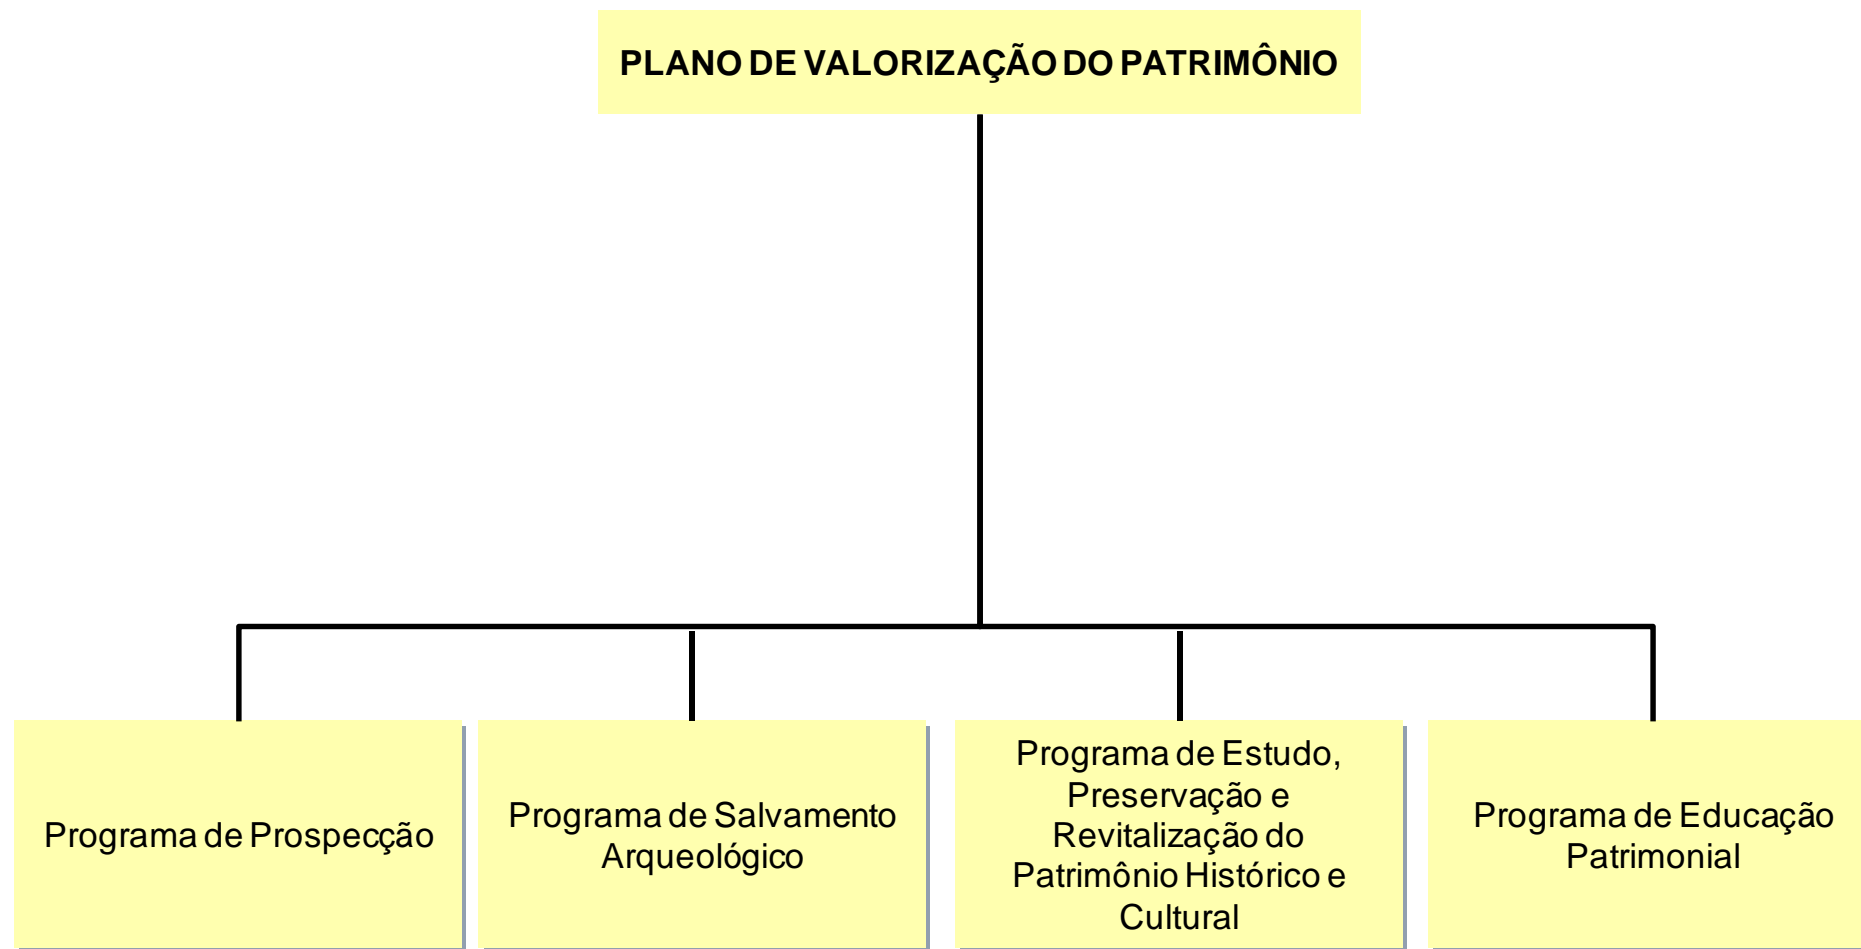 PLANO DE VALORIZAÇÃO DO PATRIMÔNIO
Programa de Prospecção
Programa de Salvamento
Arqueológico
Programa de Estudo,
Preservação e
Revitalização do
Patrimônio Histórico e
Cultural
Programa de Educação
Patrimonial